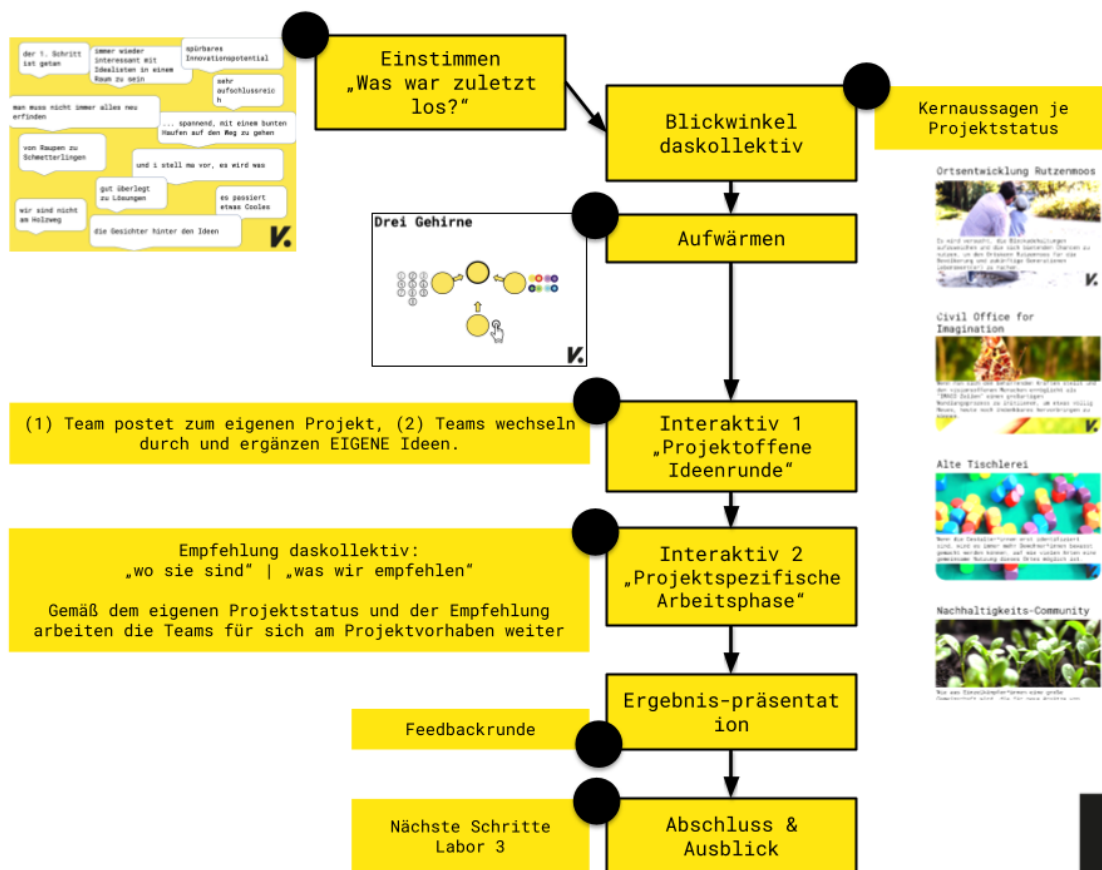 der 1. Schritt
ist getan
immer wieder
interessant mit
Idealisten in einem
Raum zu sein
spürbares
Innovationspotential
sehr
aufschlussreic
h
man muss nicht immer alles neu
erfinden
... spannend, mit einem bunten
Haufen auf den Weg zu gehen
von Raupen zu
Schmetterlingen
und i stell ma vor, es wird was
gut überlegt
zu Lösungen
es passiert
etwas Cooles
wir sind nicht
am Holzweg
die Gesichter hinter den Ideen
V.
Einstimmen
„Was war zuletzt
los?“
Blickwinkel
daskollektiv
Kernaussagen je
Projektstatus
Aufwärmen
Drei Gehirne
V.
(1) Team postet zum eigenen Projekt, (2) Teams wechseln
durch und ergänzen EIGENE Ideen.
Interaktiv 1
„Projektoffene
Ideenrunde“
Empfehlung daskollektiv:
„wo sie sind“ | „was wir empfehlen“
Gemäß dem eigenen Projektstatus und der Empfehlung
arbeiten die Teams für sich am Projektvorhaben weiter
Interaktiv 2
„Projektspezifische
Arbeitsphase“
Ergebnis-präsentat
ion
Feedbackrunde
Nächste Schritte
Labor 3
Abschluss &
Ausblick
Ortsentwicklung Rutzenmoos
V.
Civil Office for
Imagination
V.
Alte Tischlerei
V.
Nachhaltigkeits-Community